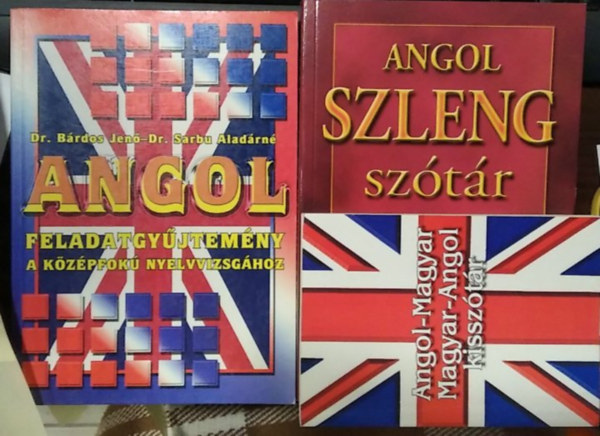 Dr. Bárdos Jenő-Dr. Sarbu Aladárné
ANGOL
FELADATGYŰJTEMÉNY
A KÖZÉPFOKÚ NYELVVIZSGÁHOZ
ANGOL
SZLENG
szótár
Angol-Magyar
Magyar-Angol
kisszótár